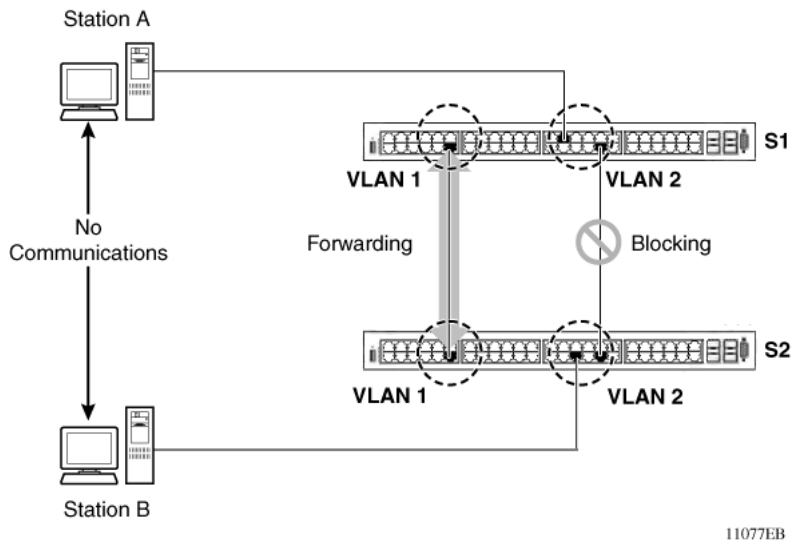 Station A
S1
VLAN 1
VLAN 2
No
Communications
Forwarding
Blocking
S2
VLAN 1
VLAN 2
Station B
11077EB